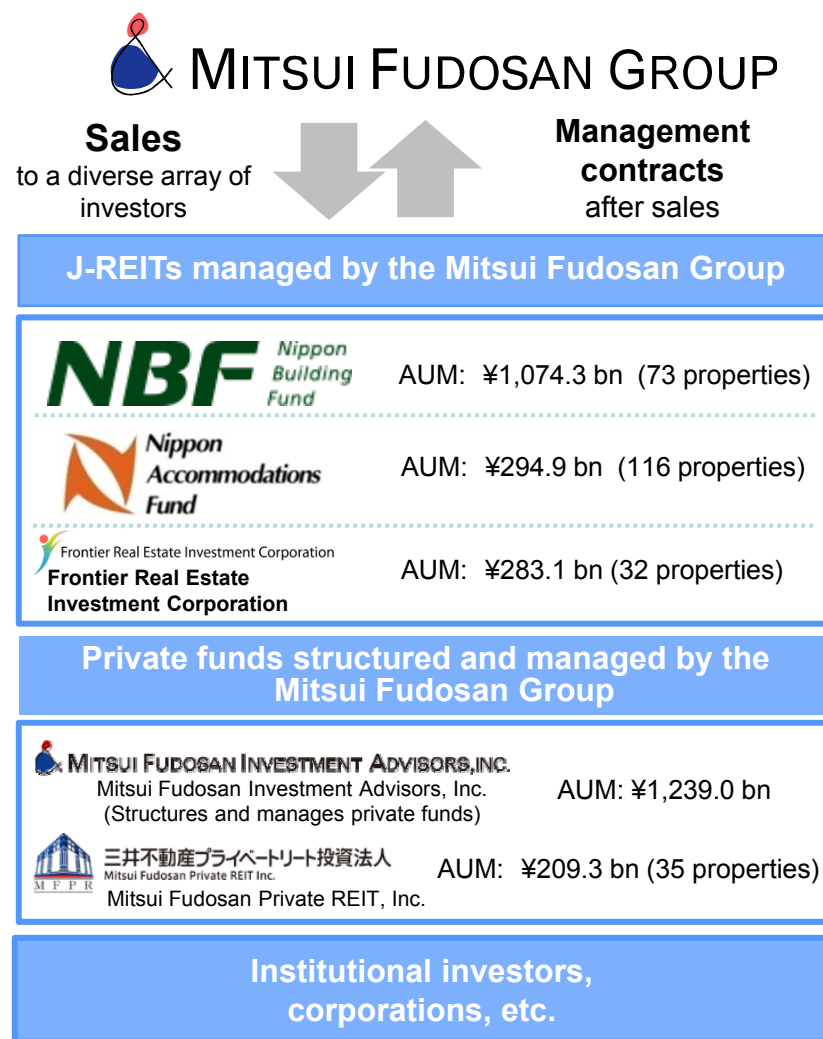 MITSUI FUDOSAN GROUP
Sales
to a diverse array of
investors
Management
contracts
after sales
J-REITs managed by the Mitsui Fudosan Group
NBF
Nippon
Building
Fund
AUM: ¥1,074.3 bn (73 properties)
Nippon
Accommodations
Fund
AUM: ¥294.9 bn (116 properties)
Frontier Real Estate Investment Corporation
Frontier Real Estate
Investment Corporation
AUM: ¥283.1 bn (32 properties)
Private funds structured and managed by the
Mitsui Fudosan Group
MITSUI FUDOSAN INVESTMENT ADVISORS,INC.
Mitsui Fudosan Investment Advisors, Inc.
(Structures and manages private funds)
AUM: ¥1,239.0 bn
MFPR
三井不動産プライベートリート投資法人
Mitsui Fudosan Private REIT Inc.
Mitsui Fudosan Private REIT, Inc.
AUM: ¥209.3 bn (35 properties)
Institutional investors,
corporations, etc.